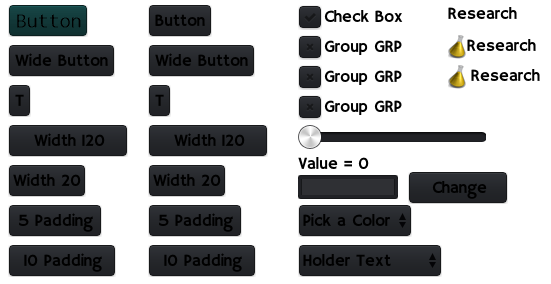 Button
Wide Button
T
Width 120
Width 20
5 Padding
10 Padding
Button
Wide Button
T
Width 120
Width 20
5 Padding
10 Padding
Check Box
Group GRP
Group GRP
Group GRP
Value = 0
Change
Pick a Color
Holder Text
Research
Research
Research